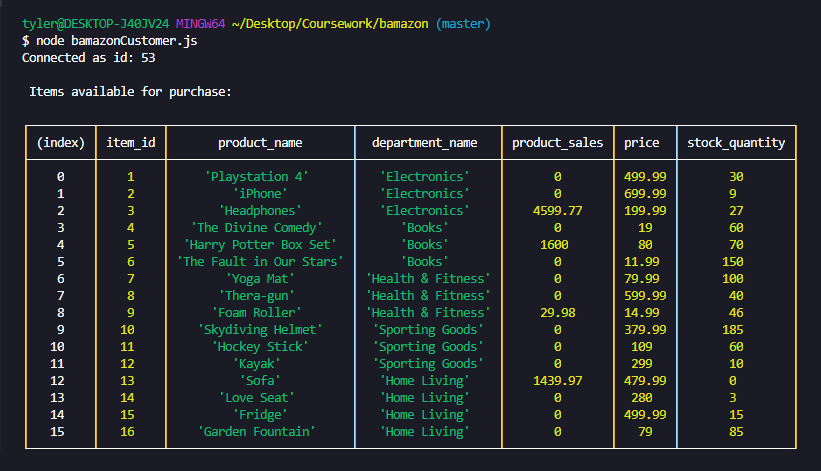 tyler@DESKTOP-J40JV24 MINGW64 ~/Desktop/Coursework/bamazon (master)
$ node bamazonCustomer.js
Connected as id: 53
Items available for purchase:
(index) item_id product_name department_name product_sales price stock_quantity
0 1 'Playstation 4' 'Electronics' 0 499.99 30
1 2 'iPhone' 'Electronics' 0 699.99 9
2 3 'Headphones' 'Electronics' 4599.77 199.99 27
3 4 'The Divine Comedy' 'Books' 0 19 60
4 5 'Harry Potter Box Set' 'Books' 1600 80 70
5 6 'The Fault in Our Stars' 'Books' 0 11.99 150
6 7 'Yoga Mat' 'Health & Fitness' 0 79.99 100
7 8 'Thera-gun' 'Health & Fitness' 0 599.99 40
8 9 'Foam Roller' 'Health & Fitness' 29.98 14.99 46
9 10 'Skydiving Helmet' 'Sporting Goods' 0 379.99 185
10 11 'Hockey Stick' 'Sporting Goods' 0 109 60
11 12 'Kayak' 'Sporting Goods' 0 299 10
12 13 'Sofa' 'Home Living' 1439.97 479.99 0
13 14 'Love Seat' 'Home Living' 0 280 3
14 15 'Fridge' 'Home Living' 0 499.99 15
15 16 'Garden Fountain' 'Home Living' 0 79 85